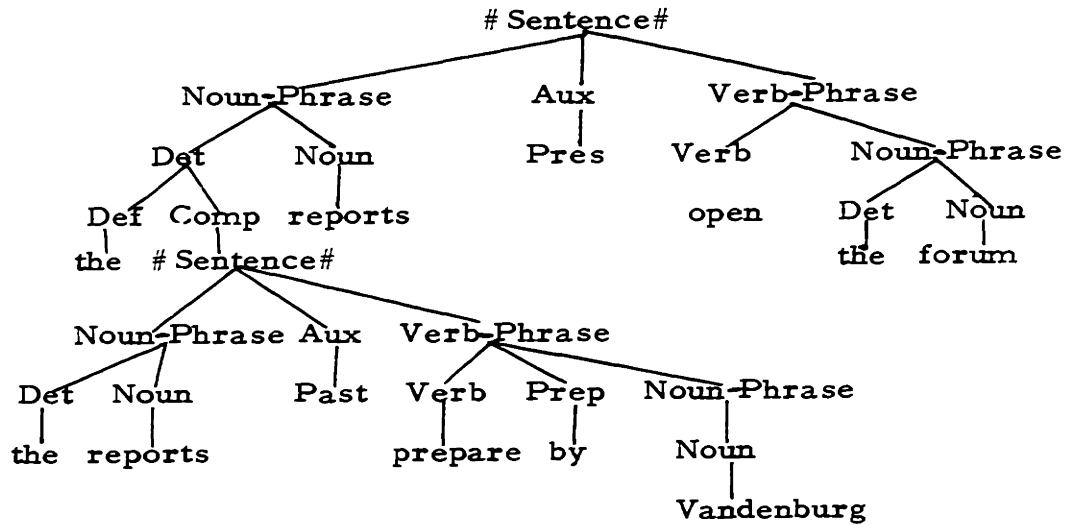 # Sentence#
Noun-Phrase Aux Verb-Phrase
Det Noun Pres Verb Noun-Phrase
Def Comp reports open Det Noun
the # Sentence# the forum
Noun-Phrase Aux Verb-Phrase
Det Noun Past Verb Prep Noun-Phrase
the reports prepare by Noun
Vandenburg